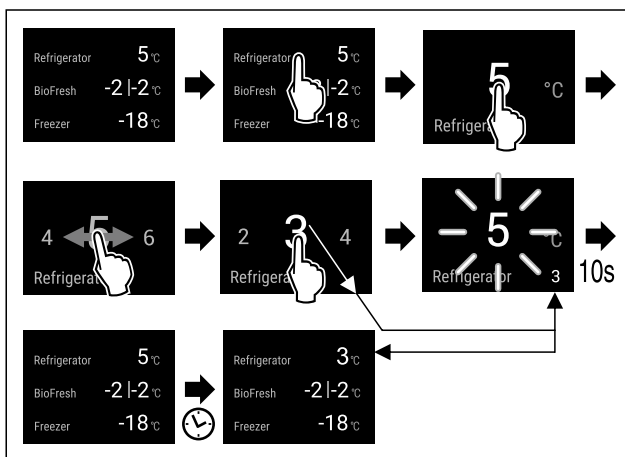 Refrigerator 5 °C
BioFresh -2|-2 °C
Freezer -18 °C
Refrigerator 5 °C
BioFresh -2 °C
Freezer -18 °C
5 °C
4 5 6
2 3 4
5 °C
Refrigerator 3
10s
Refrigerator 5 °C
BioFresh -2|-2 °C
Freezer -18 °C
Refrigerator 3 °C
BioFresh -2|-2 °C
Freezer -18 °C